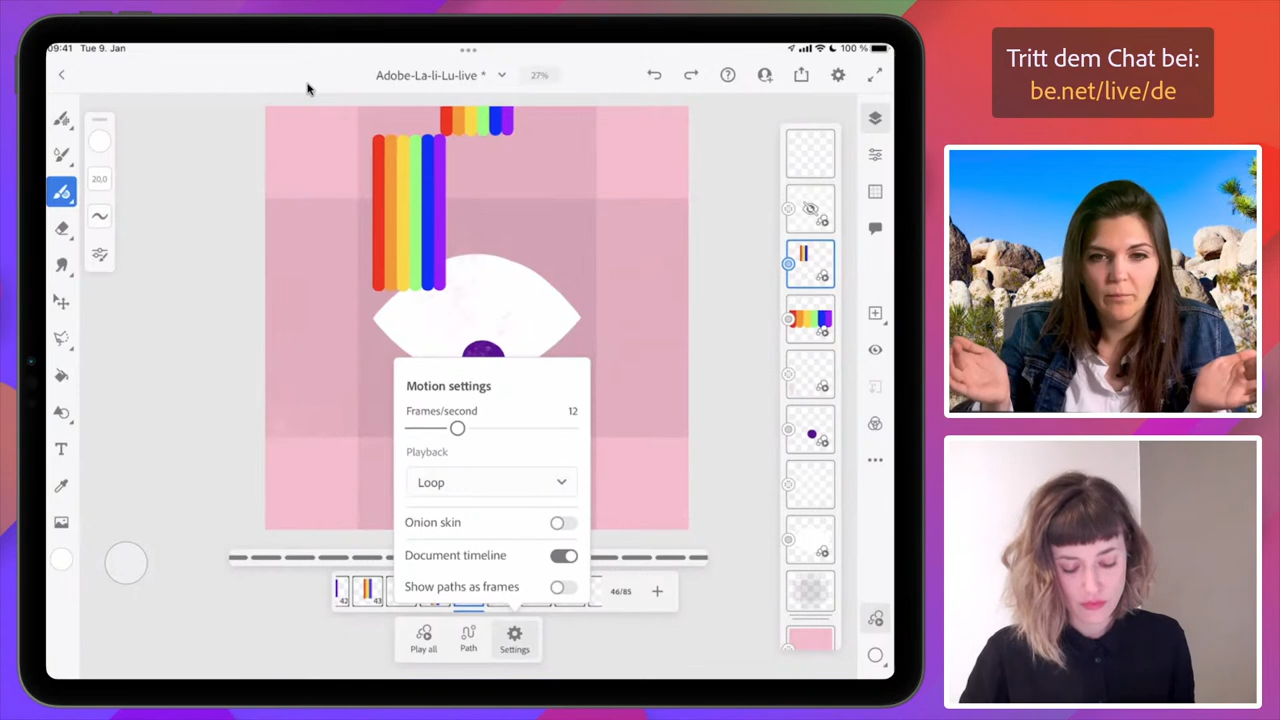 09:41 Tue 9. Jan
100 %
Adobe-La-li-Lu-live *
27%
20,0
Motion settings
Frames/second 12
Playback
Loop
Onion skin
Document timeline
Show paths as frames
42
43
46/85
Play all
Path
Settings
T
Tritt dem Chat bei:
be.net/live/de